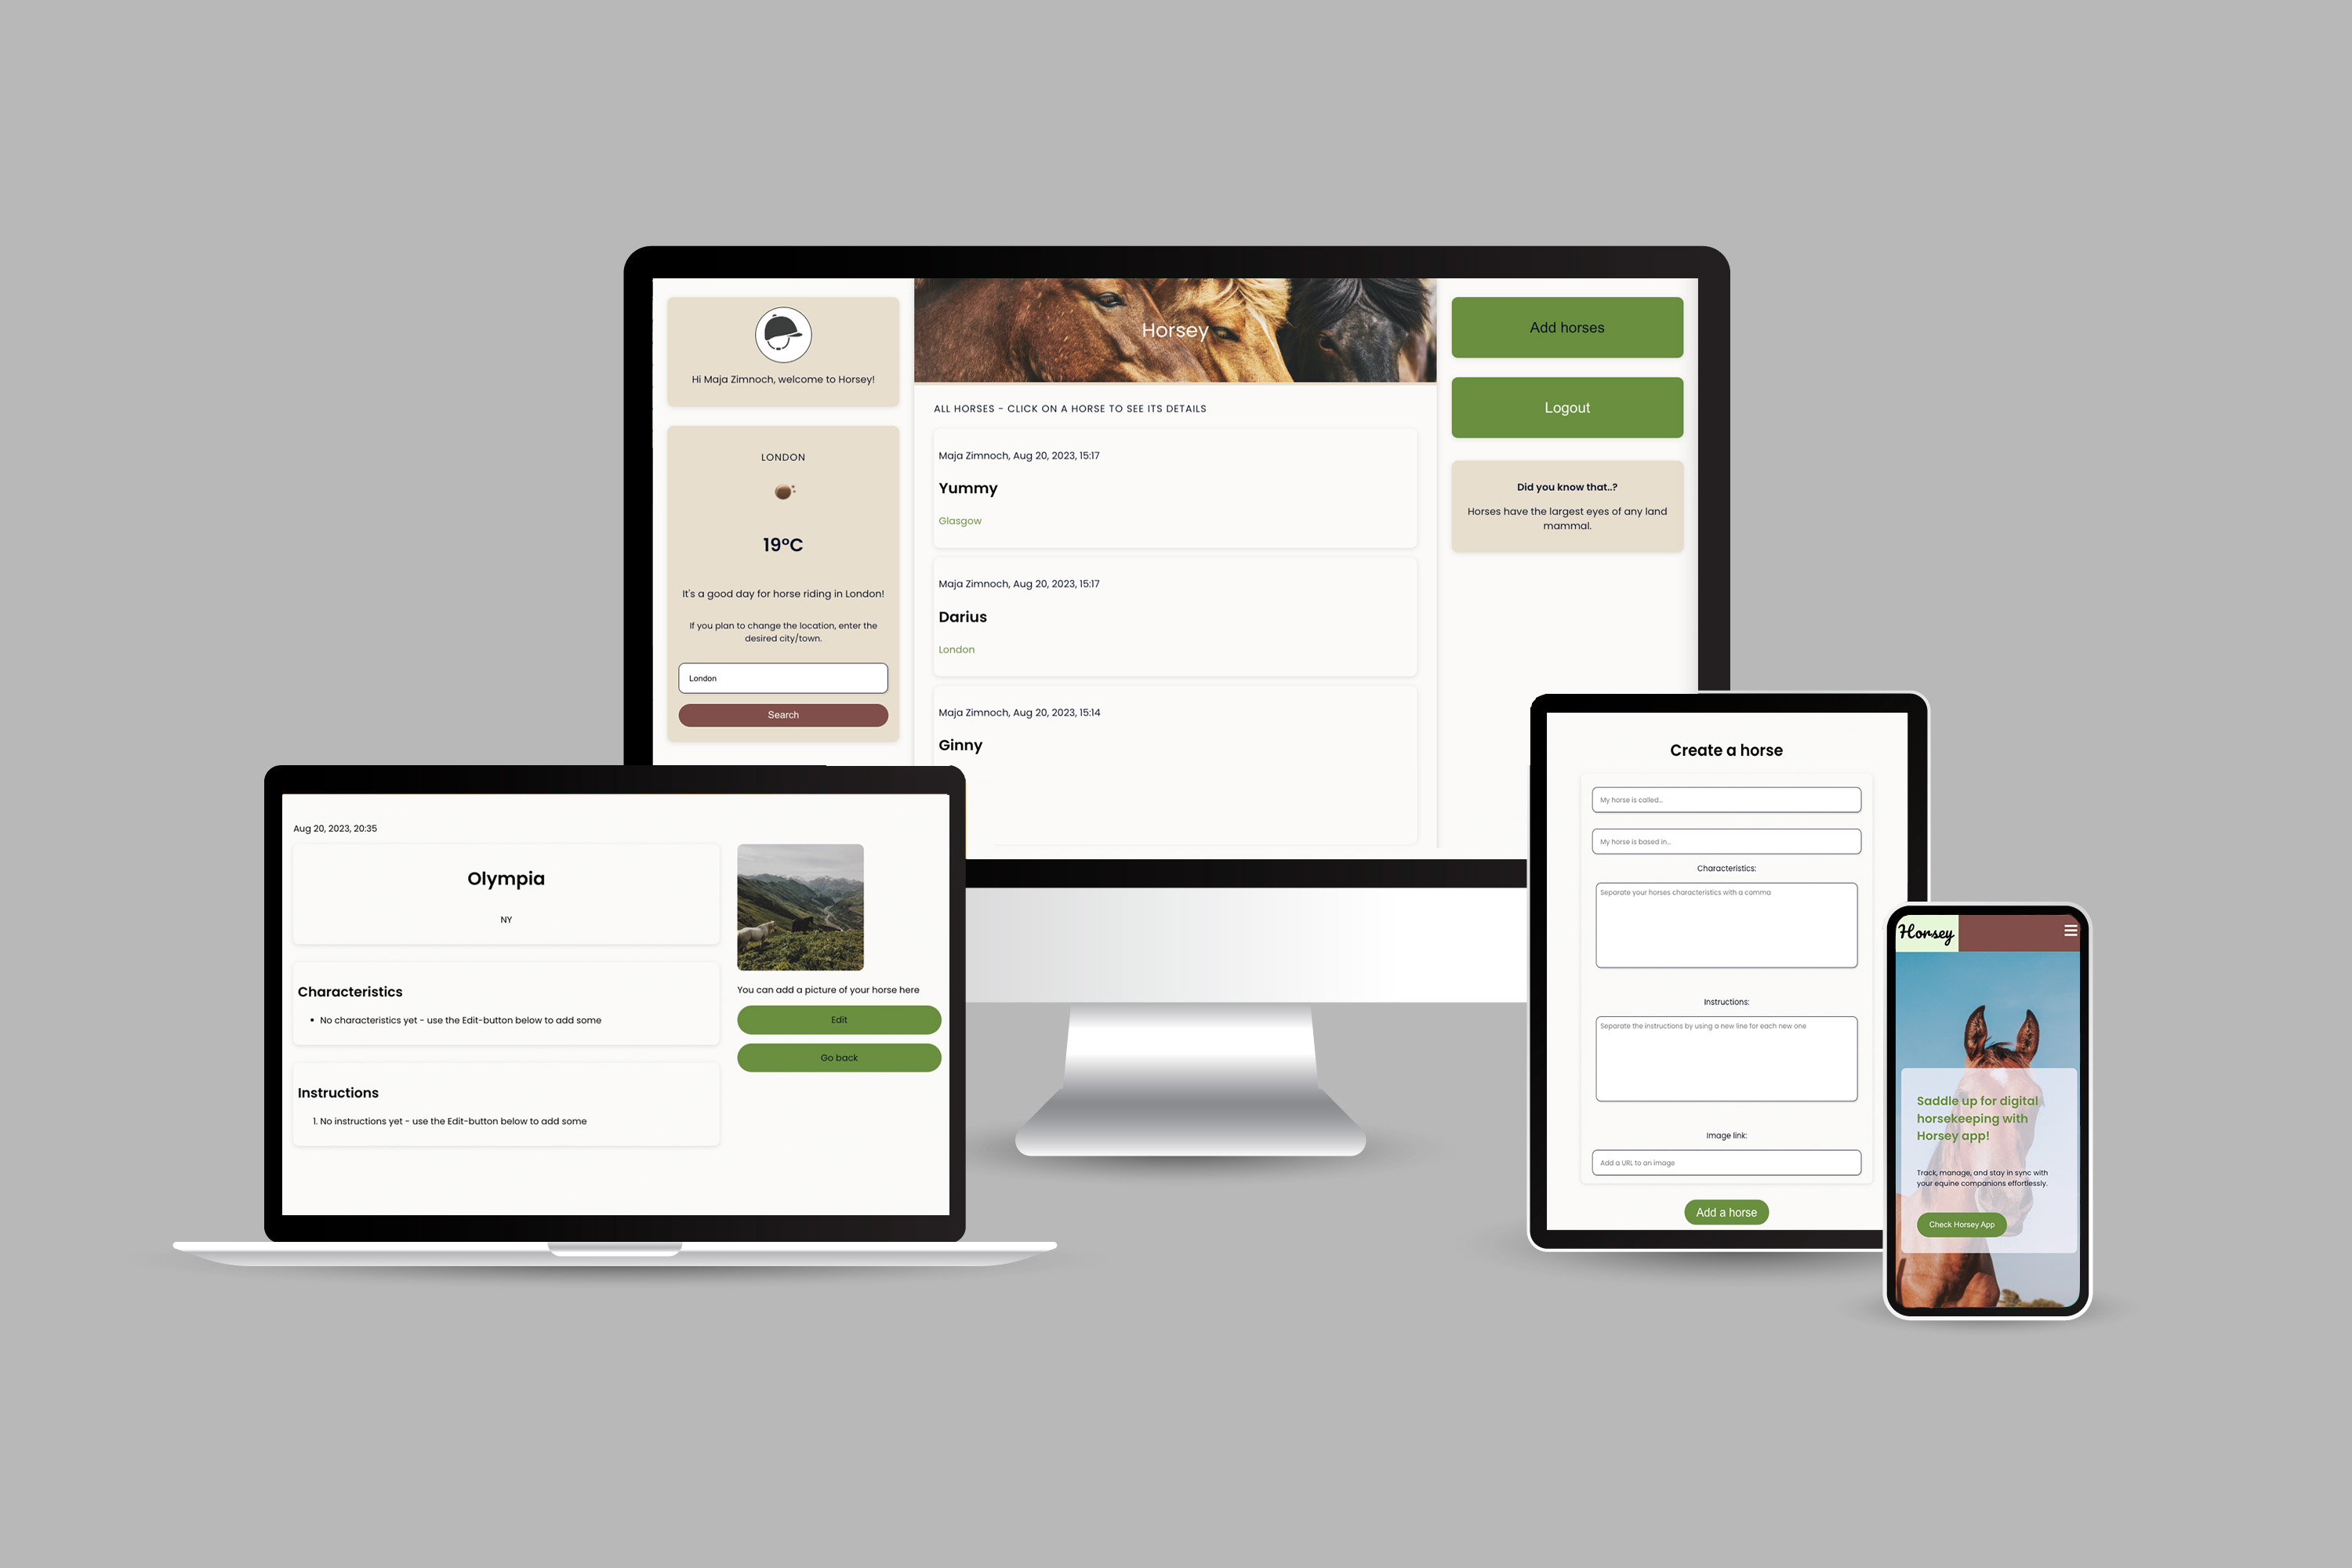 Hi Maja Zimnoch, welcome to Horsey!
LONDON
19°C
It's a good day for horse riding in London!
If you plan to change the location, enter the
desired city/town.
London
Search
Horsey
ALL HORSES - CLICK ON A HORSE TO SEE ITS DETAILS
Maja Zimnoch, Aug 20, 2023, 15:17
Yummy
Glasgow
Maja Zimnoch, Aug 20, 2023, 15:17
Darius
London
Maja Zimnoch, Aug 20, 2023, 15:14
Ginny
Add horses
Logout
Did you know that..?
Horses have the largest eyes of any land
mammal.
Aug 20, 2023, 20:35
Olympia
NY
Characteristics
• No characteristics yet - use the Edit-button below to add some
Instructions
1. No instructions yet - use the Edit-button below to add some
You can add a picture of your horse here
Edit
Go back
Create a horse
My horse is called...
My horse is based in...
Characteristics:
Separate your horses characteristics with a comma
Instructions:
Separate the instructions by using a new line for each new one
Image link:
Add a URL to an image
Add a horse
Horsey
Saddle up for digital
horsekeeping with
Horsey app!
Track, manage, and stay in sync with
your equine companions effortlessly.
Check Horsey App